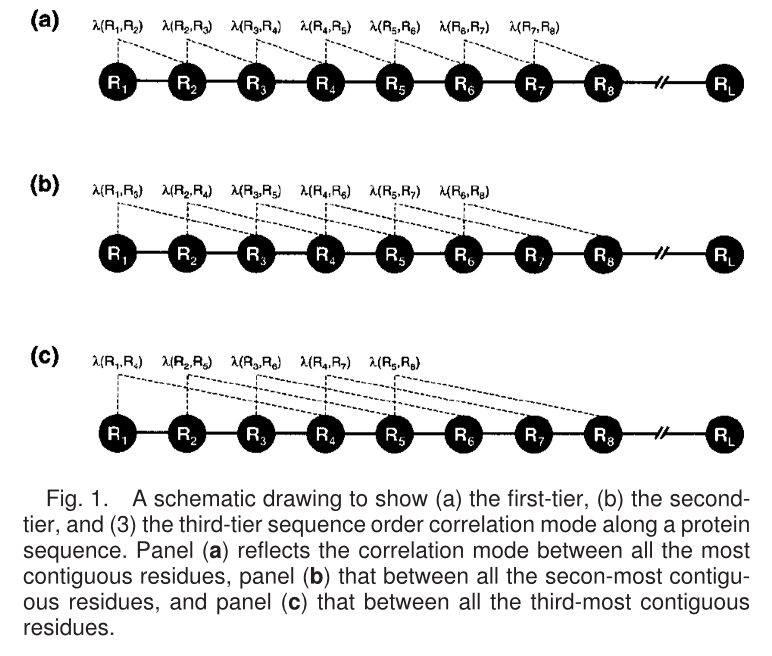 (a) λ(R₁,R₂) λ(R₂,R₃) λ(R₃,R₄) λ(R₄,R₅) λ(R₅,R₆) λ(R₆,R₇) λ(R₇,R₈)
R₁ R₂ R₃ R₄ R₅ R₆ R₇ R₈ R_L
(b) λ(R₁,R₃) λ(R₂,R₄) λ(R₃,R₅) λ(R₄,R₆) λ(R₅,R₇) λ(R₆,R₈)
R₁ R₂ R₃ R₄ R₅ R₆ R₇ R₈ R_L
(c) λ(R₁,R₄) λ(R₂,R₅) λ(R₃,R₆) λ(R₄,R₇) λ(R₅,R₈)
R₁ R₂ R₃ R₄ R₅ R₆ R₇ R₈ R_L
Fig. 1. A schematic drawing to show (a) the first-tier, (b) the second-
tier, and (3) the third-tier sequence order correlation mode along a protein
sequence. Panel (a) reflects the correlation mode between all the most
contiguous residues, panel (b) that between all the secon-most contigu-
ous residues, and panel (c) that between all the third-most contiguous
residues.